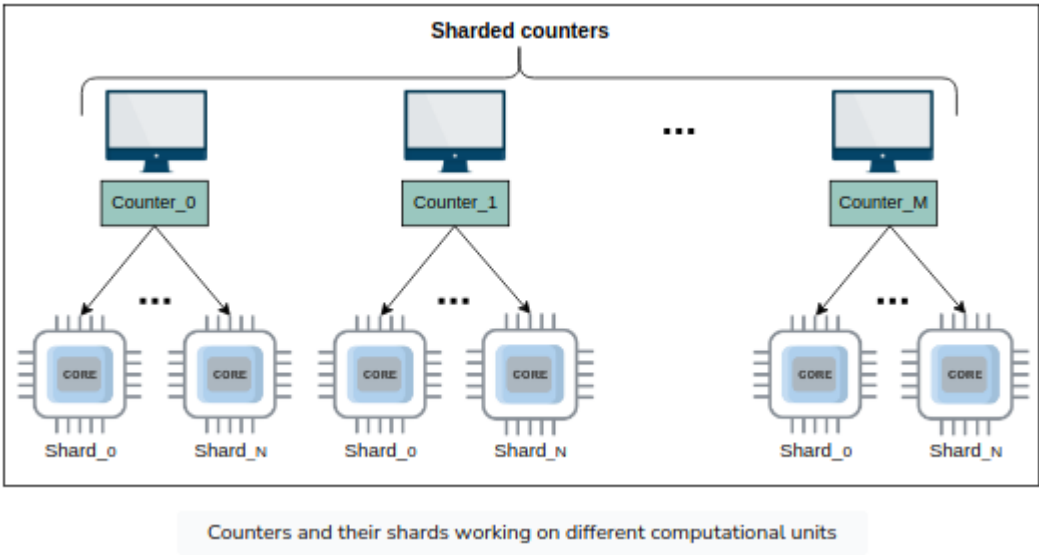 Sharded counters
...
Counter_0 Counter_1 Counter_M
... ... ...
CORE CORE CORE CORE CORE CORE
Shard_0 Shard_N Shard_0 Shard_N Shard_0 Shard_N
Counters and their shards working on different computational units